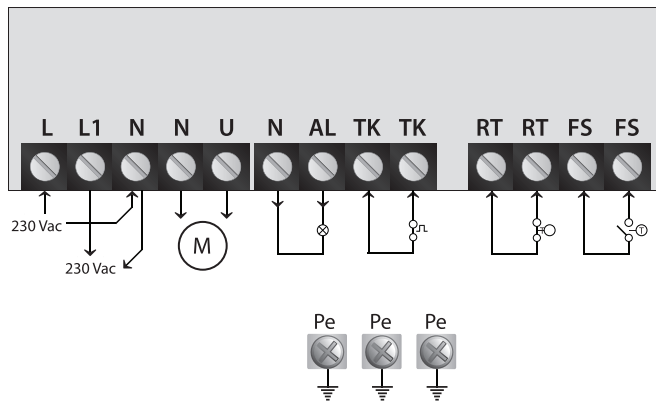 L L1 N N U N AL TK TK RT RT FS FS
230 Vac
M
T
230 Vac
Pe Pe Pe